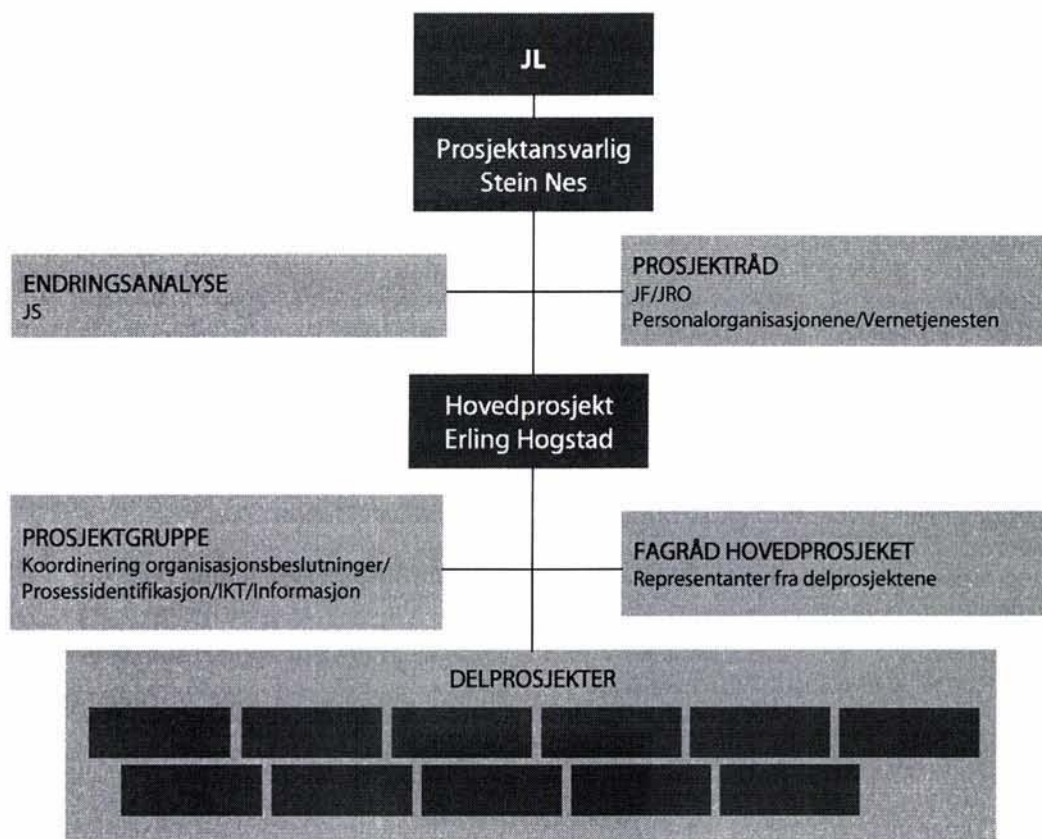 JL
Prosjektansvarlig
Stein Nes
ENDRINGSANALYSE
JS
PROSJEKTRÅD
JF/JRO
Personalorganisasjonene/Vernetjenesten
Hovedprosjekt
Erling Hogstad
PROSJEKTGRUPPE
Koordinering organisasjonsbeslutninger/
Prosessidentifikasjon/IKT/Informasjon
FAGRÅD HOVEDPROSJEKET
Representanter fra delprosjektene
DELPROSJEKTER